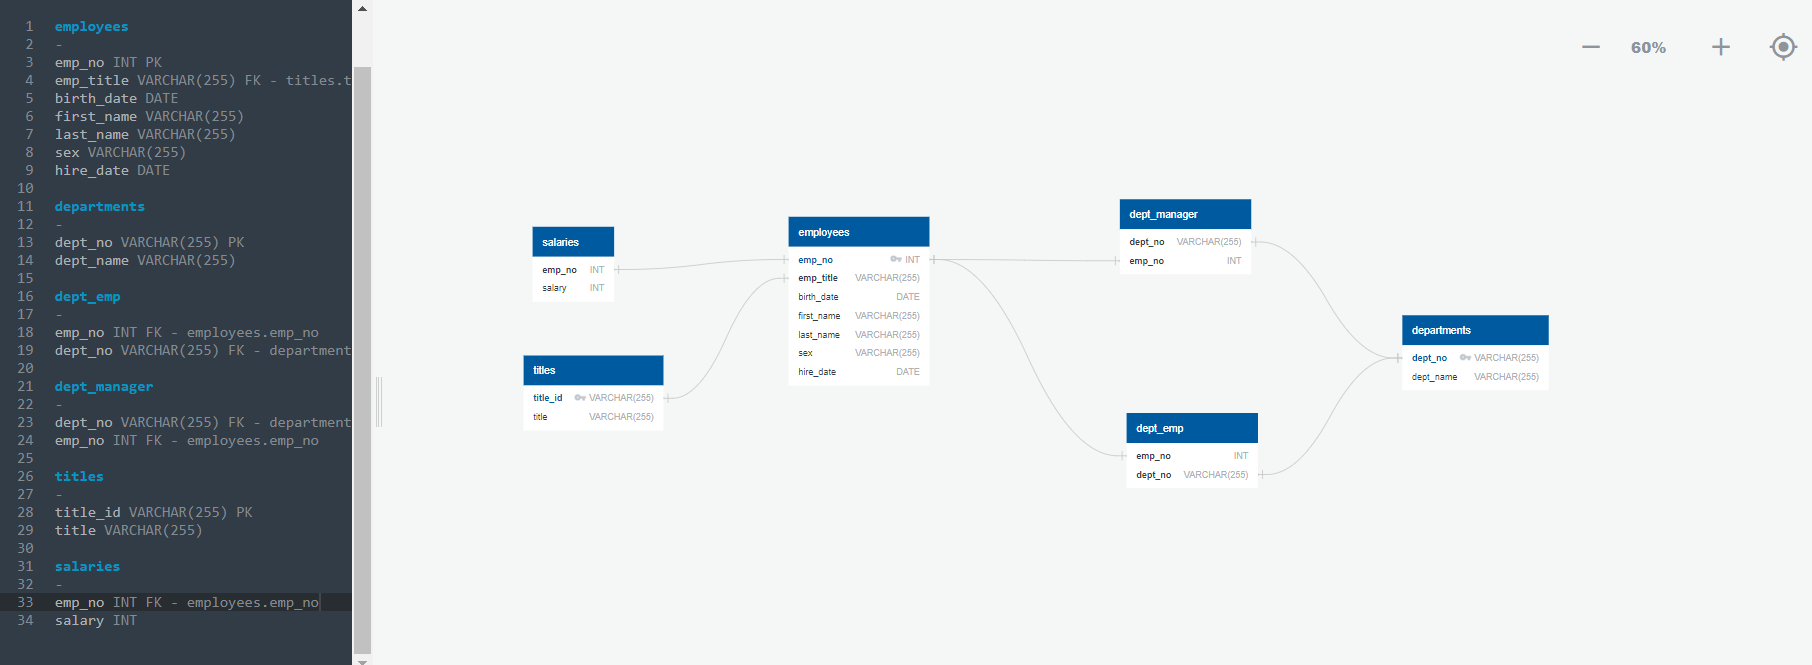 1 employees
2 -
3 emp_no INT PK
4 emp_title VARCHAR(255) FK - titles.t
5 birth_date DATE
6 first_name VARCHAR(255)
7 last_name VARCHAR(255)
8 sex VARCHAR(255)
9 hire_date DATE
10
11 departments
12 -
13 dept_no VARCHAR(255) PK
14 dept_name VARCHAR(255)
15
16 dept_emp
17 -
18 emp_no INT FK - employees.emp_no
19 dept_no VARCHAR(255) FK - department
20
21 dept_manager
22 -
23 dept_no VARCHAR(255) FK - department
24 emp_no INT FK - employees.emp_no
25
26 titles
27 -
28 title_id VARCHAR(255) PK
29 title VARCHAR(255)
30
31 salaries
32 -
33 emp_no INT FK - employees.emp_no
34 salary INT
60%
salaries
emp_no INT
salary INT
titles
title_id VARCHAR(255)
title VARCHAR(255)
employees
emp_no INT
emp_title VARCHAR(255)
birth_date DATE
first_name VARCHAR(255)
last_name VARCHAR(255)
sex VARCHAR(255)
hire_date DATE
dept_manager
dept_no VARCHAR(255)
emp_no INT
dept_emp
emp_no INT
dept_no VARCHAR(255)
departments
dept_no VARCHAR(255)
dept_name VARCHAR(255)